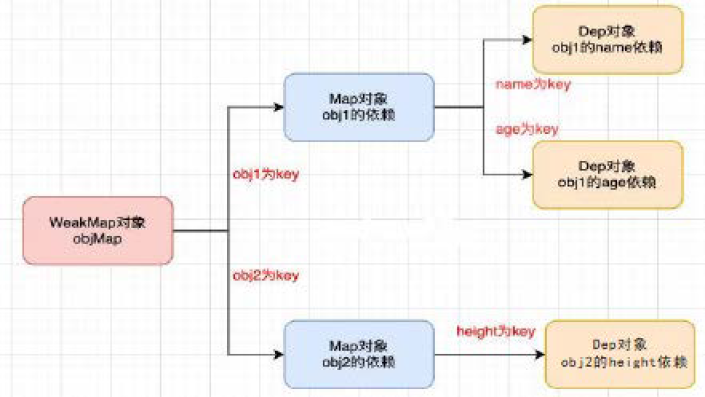 Dep对象
obj1的name依赖
name为key
Map对象
obj1的依赖
age为key
Dep对象
obj1的age依赖
obj1为key
WeakMap对象
objMap
obj2为key
height为key
Map对象
obj2的依赖
Dep对象
obj2的height依赖